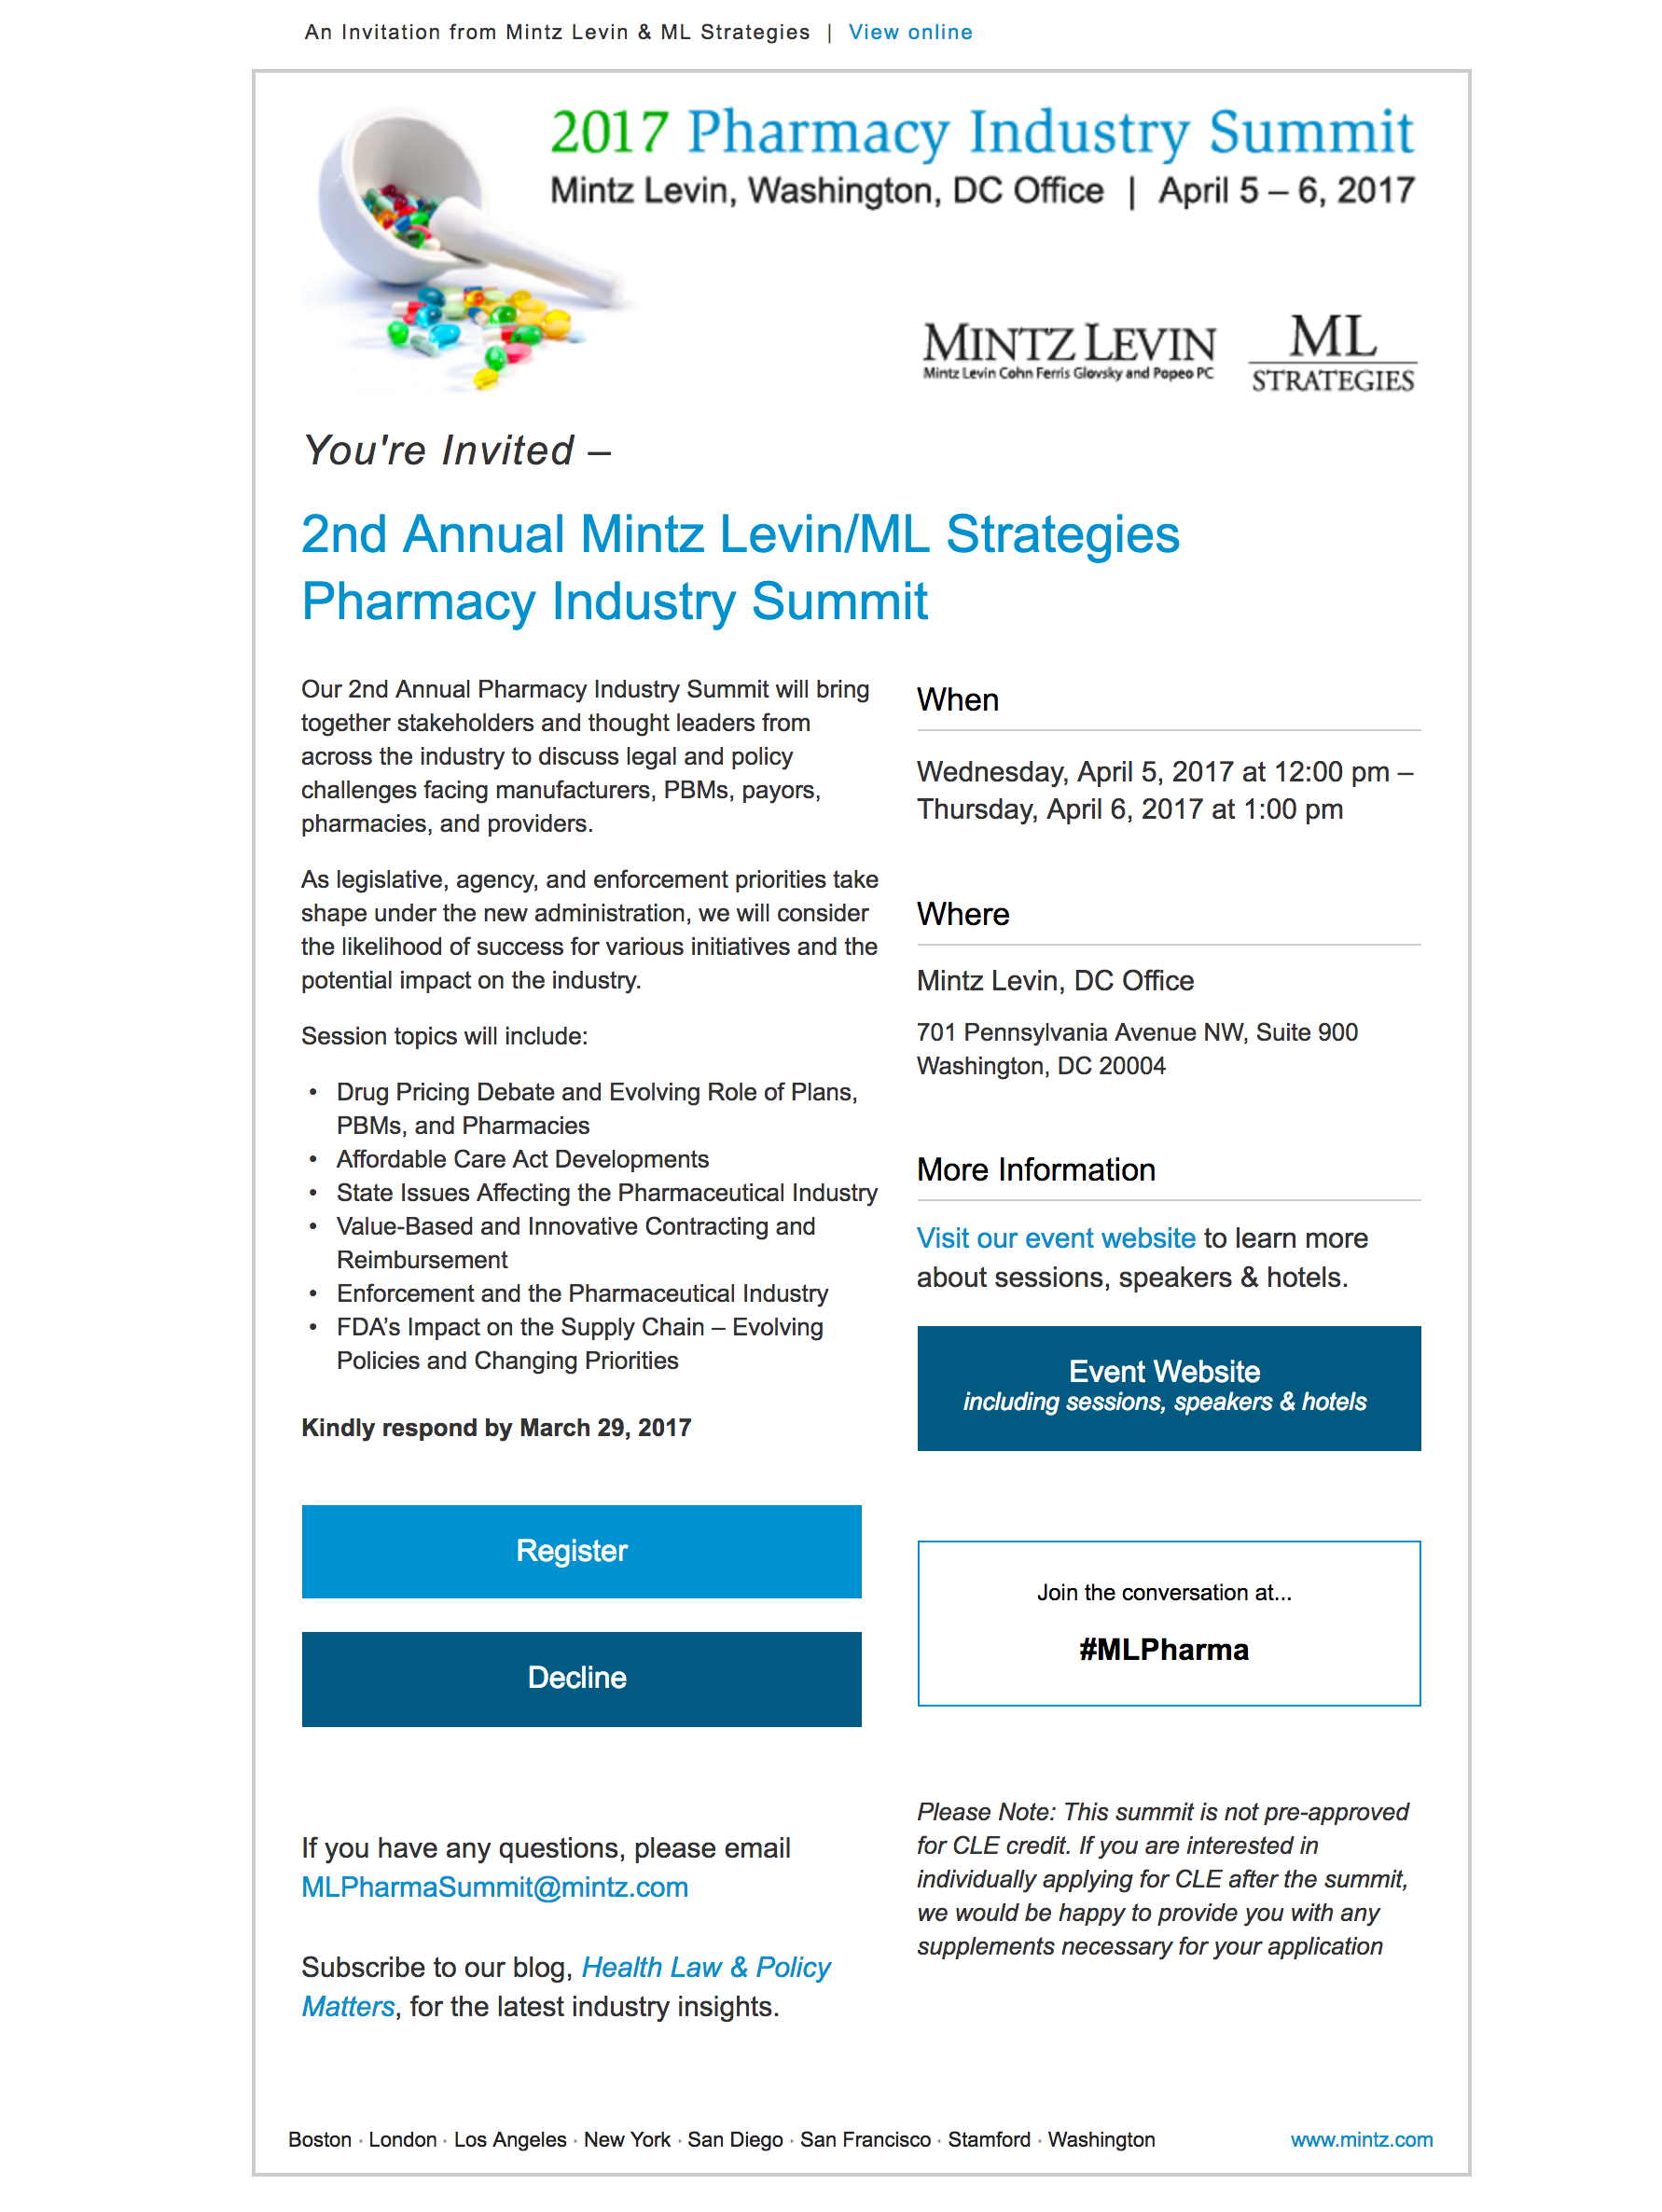 An Invitation from Mintz Levin & ML Strategies | View online
2017 Pharmacy Industry Summit
Mintz Levin, Washington, DC Office | April 5 – 6, 2017
MINTZ LEVIN
Mintz Levin Cohn Ferris Glovsky and Popeo PC
ML
STRATEGIES
You're Invited –
2nd Annual Mintz Levin/ML Strategies
Pharmacy Industry Summit
Our 2nd Annual Pharmacy Industry Summit will bring
together stakeholders and thought leaders from
across the industry to discuss legal and policy
challenges facing manufacturers, PBMs, payors,
pharmacies, and providers.
As legislative, agency, and enforcement priorities take
shape under the new administration, we will consider
the likelihood of success for various initiatives and the
potential impact on the industry.
Session topics will include:
• Drug Pricing Debate and Evolving Role of Plans,
PBMs, and Pharmacies
• Affordable Care Act Developments
• State Issues Affecting the Pharmaceutical Industry
• Value-Based and Innovative Contracting and
Reimbursement
• Enforcement and the Pharmaceutical Industry
• FDA’s Impact on the Supply Chain – Evolving
Policies and Changing Priorities
Kindly respond by March 29, 2017
Register
Decline
If you have any questions, please email
MLPharmaSummit@mintz.com
Subscribe to our blog, Health Law & Policy
Matters, for the latest industry insights.
When
Wednesday, April 5, 2017 at 12:00 pm –
Thursday, April 6, 2017 at 1:00 pm
Where
Mintz Levin, DC Office
701 Pennsylvania Avenue NW, Suite 900
Washington, DC 20004
More Information
Visit our event website to learn more
about sessions, speakers & hotels.
Event Website
including sessions, speakers & hotels
Join the conversation at...
#MLPharma
Please Note: This summit is not pre-approved
for CLE credit. If you are interested in
individually applying for CLE after the summit,
we would be happy to provide you with any
supplements necessary for your application
Boston · London · Los Angeles · New York · San Diego · San Francisco · Stamford · Washington
www.mintz.com